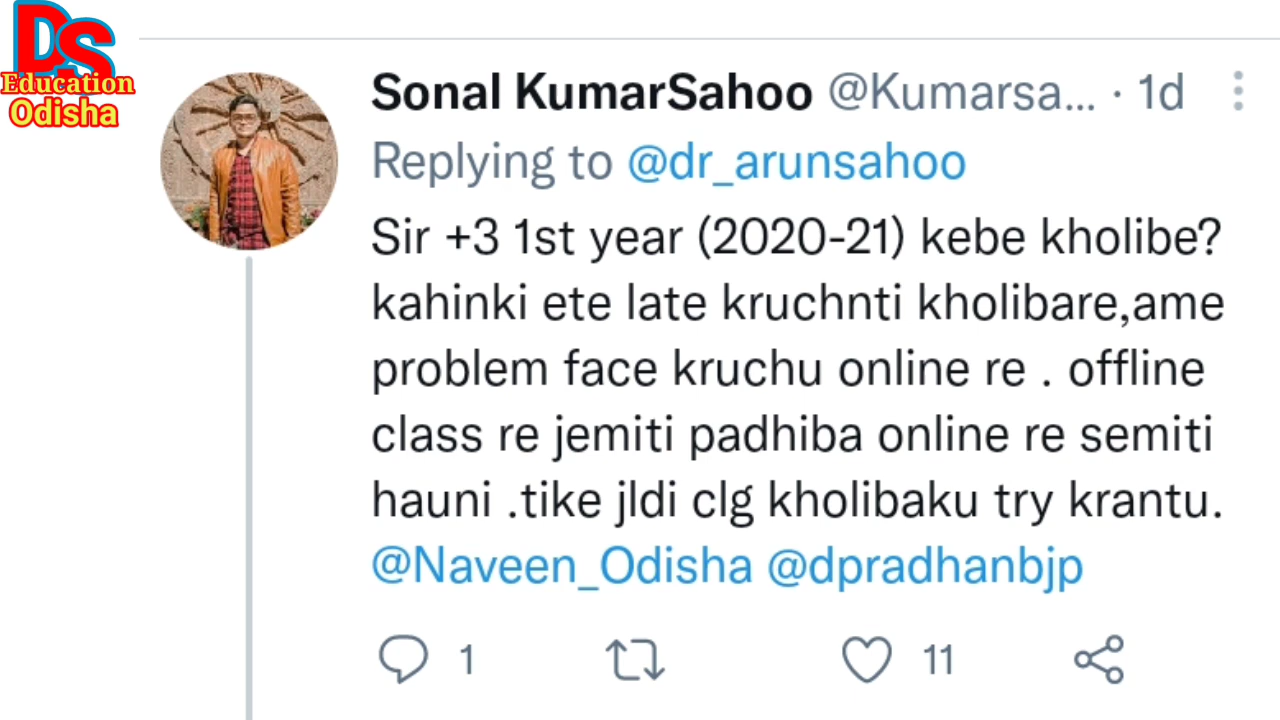 DS
Education
Odisha
Sonal KumarSahoo @Kumarsa... · 1d
Replying to @dr_arunsahoo
Sir +3 1st year (2020-21) kebe kholibe?
kahinki ete late kruchnti kholibare,ame
problem face kruchu online re . offline
class re jemiti padhiba online re semiti
hauni .tike jldi clg kholibaku try krantu.
@Naveen_Odisha @dpradhanbjp
1 11